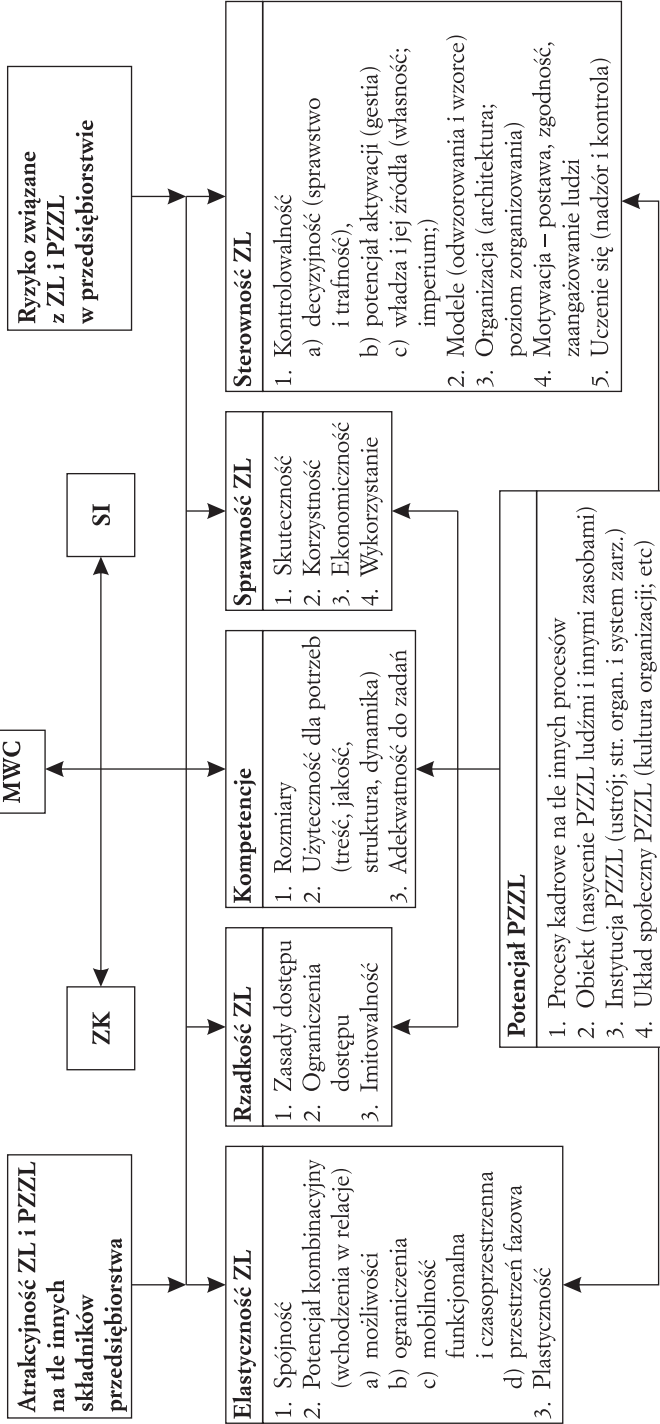 MWC
ZK
SI
Atrakcyjność ZL i PZZL
na tle innych
składników
przedsiębiorstwa
Ryzyko związane
z ZL i PZZL
w przedsiębiorstwie
Elastyczność ZL
1. Spójność
2. Potencjał kombinacyjny
(wchodzenia w relacje)
a) możliwości
b) ograniczenia
c) mobilność
funkcjonalna
i czasoprzestrzenna
d) przestrzeń fazowa
3. Plastyczność
Rzadkość ZL
1. Zasady dostępu
2. Ograniczenia
dostępu
3. Imitowalność
Kompetencje
1. Rozmiary
2. Użyteczność dla potrzeb
(treść, jakość,
struktura, dynamika)
3. Adekwatność do zadań
Sprawność ZL
1. Skuteczność
2. Korzystność
3. Ekonomiczność
4. Wykorzystanie
Sterowność ZL
1. Kontrolowalność
a) decyzyjność (sprawstwo
i trafność),
b) potencjał aktywacji (gestia)
c) władza i jej źródła (własność;
imperium;)
2. Modele (odwzorowania i wzorce)
3. Organizacja (architektura;
poziom zorganizowania)
4. Motywacja – postawa, zgodność,
zaangażowanie ludzi
5. Uczenie się (nadzór i kontrola)
Potencjał PZZL
1. Procesy kadrowe na tle innych procesów
2. Obiekt (nasycenie PZZL ludźmi i innymi zasobami)
3. Instytucja PZZL (ustrój; str. organ. i system zarz.)
4. Układ społeczny PZZL (kultura organizacji; etc)